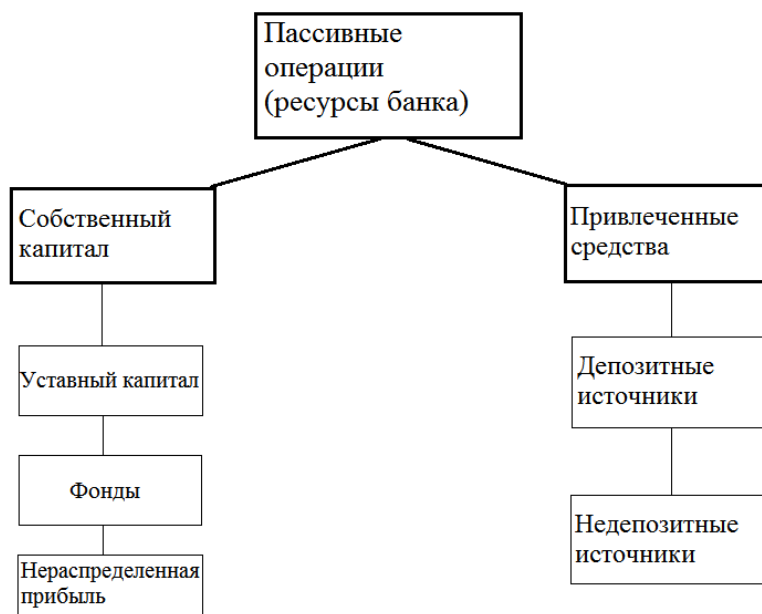 Пассивные
операции
(ресурсы банка)
Собственный
капитал
Привлеченные
средства
Уставный капитал
Депозитные
источники
Фонды
Недепозитные
источники
Нераспределенная
прибыль